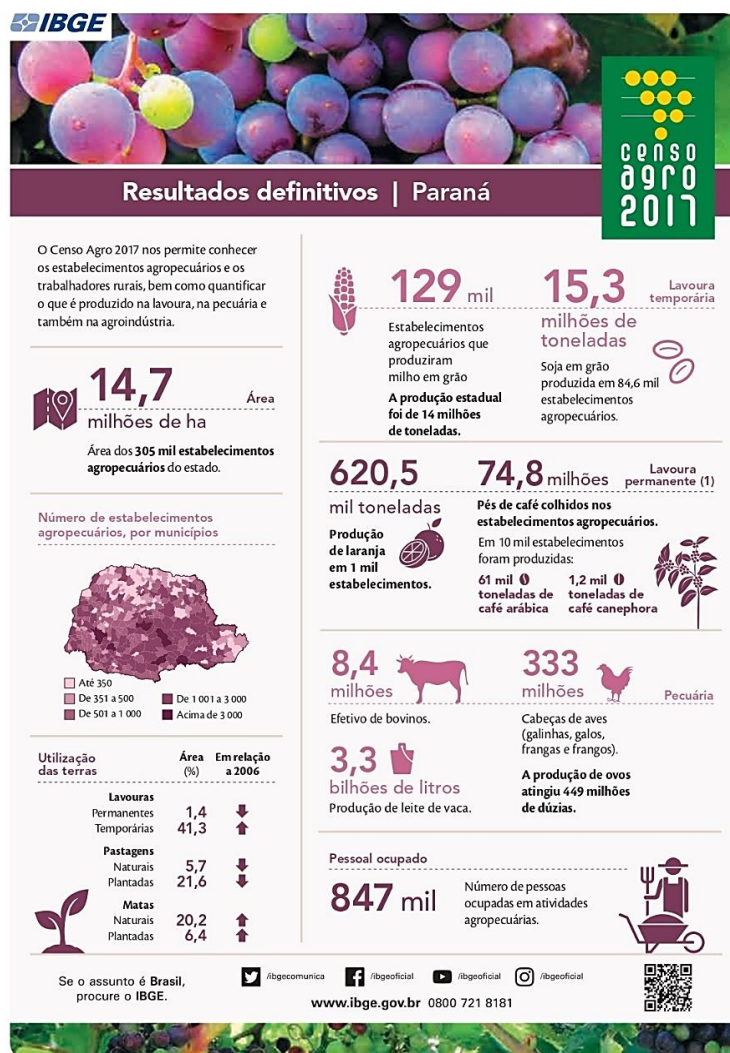 IBGE
censo
agro
2017
Resultados definitivos | Paraná
O Censo Agro 2017 nos permite conhecer
os estabelecimentos agropecuários e os
trabalhadores rurais, bem como quantificar
o que é produzido na lavoura, na pecuária e
também na agroindústria.
14,7
milhões de ha
Área
Área dos 305 mil estabelecimentos
agropecuários do estado.
Número de estabelecimentos
agropecuários, por municípios
Até 350
De 351 a 500
De 501 a 1 000
De 1 001 a 3 000
Acima de 3 000
Utilização
das terras
Área
(%)
Em relação
a 2006
Lavouras
Permanentes 1,4
Temporárias 41,3
Pastagens
Naturais 5,7
Plantadas 21,6
Matas
Naturais 20,2
Plantadas 6,4
129 mil
Estabelecimentos
agropecuários que
produziram
milho em grão
A produção estadual
foi de 14 milhões
de toneladas.
15,3
milhões de
toneladas
Lavoura
temporária
Soja em grão
produzida em 84,6 mil
estabelecimentos
agropecuários.
620,5
mil toneladas
Produção
de laranja
em 1 mil
estabelecimentos.
74,8 milhões
Lavoura
permanente (1)
Pés de café colhidos nos
estabelecimentos agropecuários.
Em 10 mil estabelecimentos
foram produzidas:
61 mil
toneladas de
café arábica
1,2 mil
toneladas de
café canephora
8,4
milhões
Efetivo de bovinos.
333
milhões
Pecuária
Cabeças de aves
(galinhas, galos,
frangas e frangos).
A produção de ovos
atingiu 449 milhões
de dúzias.
3,3
bilhões de litros
Produção de leite de vaca.
Pessoal ocupado
847 mil
Número de pessoas
ocupadas em atividades
agropecuárias.
Se o assunto é Brasil,
procure o IBGE.
/ibgecomunica /ibgeoficial /ibgeoficial /ibgeoficial
www.ibge.gov.br 0800 721 8181